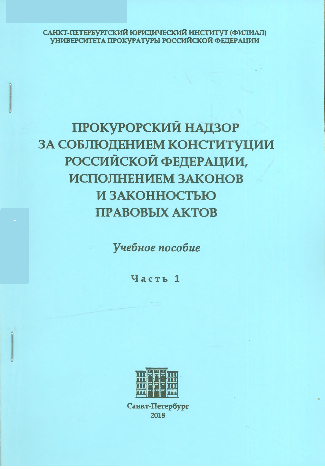 САНКТ-ПЕТЕРБУРГСКИЙ ЮРИДИЧЕСКИЙ ИНСТИТУТ (ФИЛИАЛ)
УНИВЕРСИТЕТА ПРОКУРАТУРЫ РОССИЙСКОЙ ФЕДЕРАЦИИ
ПРОКУРОРСКИЙ НАДЗОР
ЗА СОБЛЮДЕНИЕМ КОНСТИТУЦИИ
РОССИЙСКОЙ ФЕДЕРАЦИИ,
ИСПОЛНЕНИЕМ ЗАКОНОВ
И ЗАКОННОСТЬЮ
ПРАВОВЫХ АКТОВ
Учебное пособие
Часть 1
Санкт-Петербург
2018